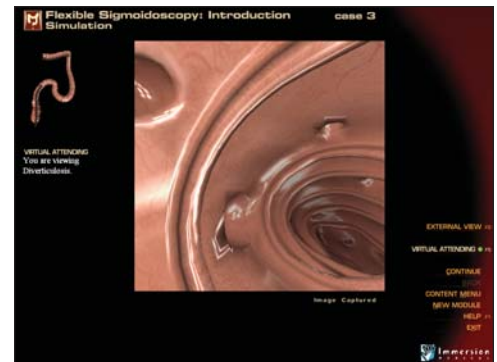 Flexible Sigmoidoscopy: Introduction case 3
Simulation
VIRTUAL ATTENDING
You are viewing
Diverticulosis.
Image Captured
EXTERNAL VIEW
VIRTUAL ATTENDING
CONTINUE
BACK
CONTENT MENU
NEW MODULE
HELP
EXIT
Immersion